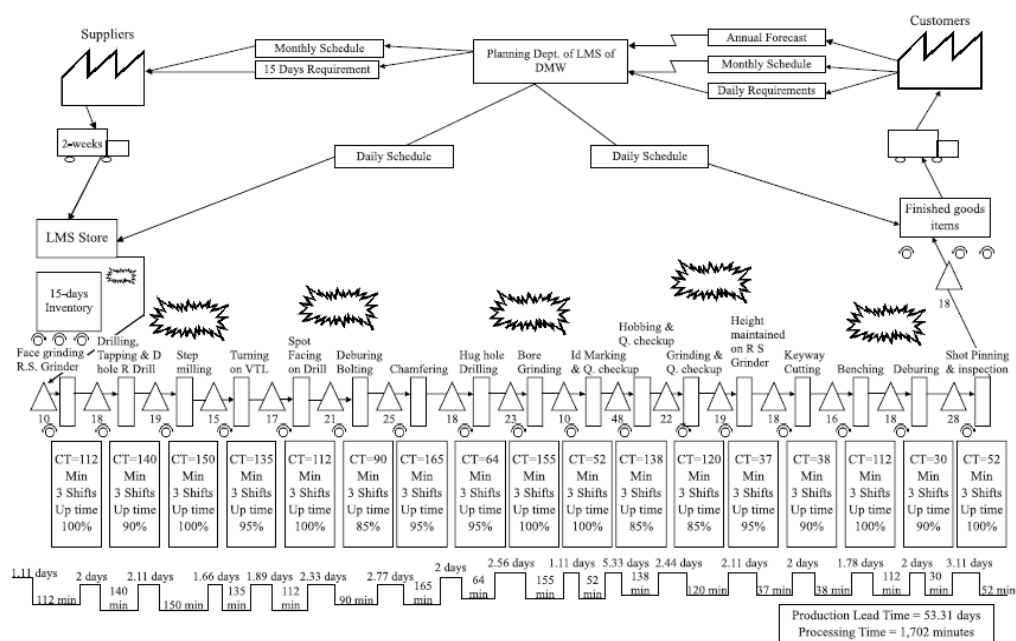 Suppliers
Customers
Monthly Schedule
15 Days Requirement
Planning Dept. of LMS of
DMW
Annual Forecast
Monthly Schedule
Daily Requirements
2-weeks
Daily Schedule
Daily Schedule
LMS Store
Finished goods
items
15-days
Inventory
18
Face grinding
R.S. Grinder
Drilling,
Tapping & D
hole R Drill
Step
milling
Turning
on VTL
Spot
Facing
on Drill
Deburing
Bolting
Chamfering
Hug hole
Drilling
Bore
Grinding
Id Marking
& Q. checkup
Hobbing &
Q. checkup
Grinding &
Q. checkup
Height
maintained
on R S
Grinder
Keyway
Cutting
Benching
Deburing
Shot Pinning
& inspection
10 18 19 15 17 21 25 18 23 10 48 22 19 18 16 18 28
CT=112
Min
3 Shifts
Up time
100%
CT=140
Min
3 Shifts
Up time
90%
CT=150
Min
3 Shifts
Up time
100%
CT=135
Min
3 Shifts
Up time
95%
CT=112
Min
3 Shifts
Up time
100%
CT=90
Min
3 Shifts
Up time
85%
CT=165
Min
3 Shifts
Up time
95%
CT=64
Min
3 Shifts
Up time
95%
CT=155
Min
3 Shifts
Up time
100%
CT=52
Min
3 Shifts
Up time
100%
CT=138
Min
3 Shifts
Up time
85%
CT=120
Min
3 Shifts
Up time
85%
CT=37
Min
3 Shifts
Up time
95%
CT=38
Min
3 Shifts
Up time
90%
CT=112
Min
3 Shifts
Up time
100%
CT=30
Min
3 Shifts
Up time
90%
CT=52
Min
3 Shifts
Up time
100%
1.11 days
112 min
2 days
140
min
2.11 days
150 min
1.66 days
135
min
1.89 days
112
min
2.33 days
90 min
2.77 days
165
min
2 days
64
min
2.56 days
155
min
1.11 days
52
min
5.33 days
138
min
2.44 days
120 min
2.11 days
37 min
2 days
38 min
1.78 days
112
min
2 days
30
min
3.11 days
52 min
Production Lead Time = 53.31 days
Processing Time = 1,702 minutes